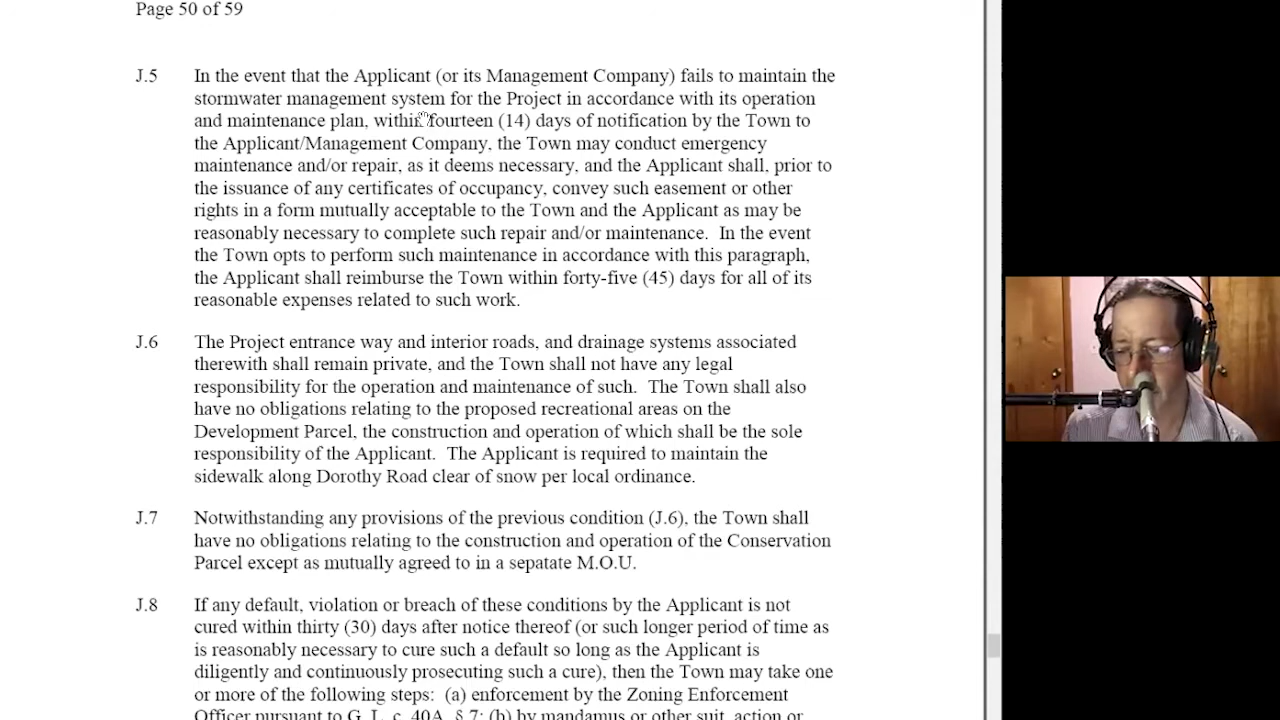 Page 50 of 59
J.5 In the event that the Applicant (or its Management Company) fails to maintain the
stormwater management system for the Project in accordance with its operation
and maintenance plan, within fourteen (14) days of notification by the Town to
the Applicant/Management Company, the Town may conduct emergency
maintenance and/or repair, as it deems necessary, and the Applicant shall, prior to
the issuance of any certificates of occupancy, convey such easement or other
rights in a form mutually acceptable to the Town and the Applicant as may be
reasonably necessary to complete such repair and/or maintenance. In the event
the Town opts to perform such maintenance in accordance with this paragraph,
the Applicant shall reimburse the Town within forty-five (45) days for all of its
reasonable expenses related to such work.
J.6 The Project entrance way and interior roads, and drainage systems associated
therewith shall remain private, and the Town shall not have any legal
responsibility for the operation and maintenance of such. The Town shall also
have no obligations relating to the proposed recreational areas on the
Development Parcel, the construction and operation of which shall be the sole
responsibility of the Applicant. The Applicant is required to maintain the
sidewalk along Dorothy Road clear of snow per local ordinance.
J.7 Notwithstanding any provisions of the previous condition (J.6), the Town shall
have no obligations relating to the construction and operation of the Conservation
Parcel except as mutually agreed to in a sepatate M.O.U.
J.8 If any default, violation or breach of these conditions by the Applicant is not
cured within thirty (30) days after notice thereof (or such longer period of time as
is reasonably necessary to cure such a default so long as the Applicant is
diligently and continuously prosecuting such a cure), then the Town may take one
or more of the following steps: (a) enforcement by the Zoning Enforcement
Officer pursuant to G. L. c. 40A, § 7; (b) by mandamus or other suit, action or